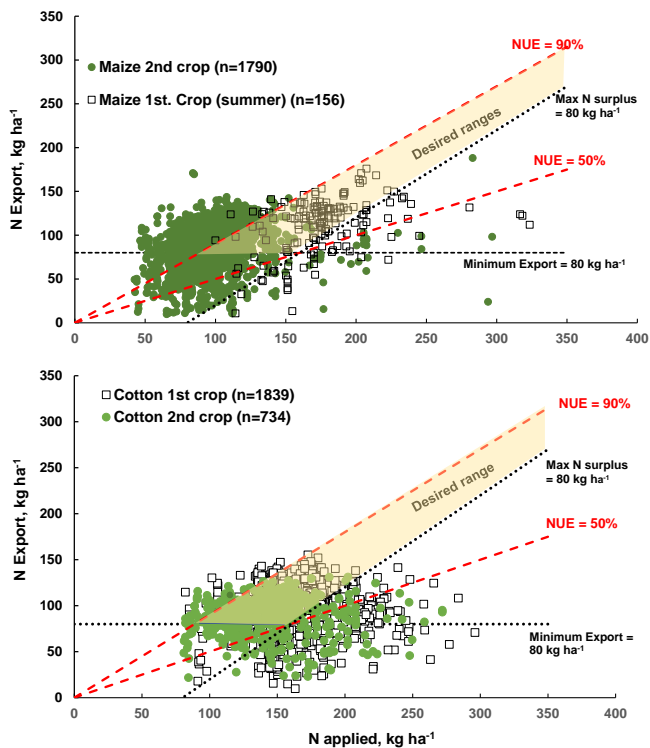 350
NUE = 90%
300
Maize 2nd crop (n=1790)
Maize 1st. Crop (summer) (n=156)
Max N surplus
= 80 kg ha-1
250
Desired ranges
200
NUE = 50%
150
100
Minimum Export = 80 kg ha-1
50
0
N Export, kg ha-1
0 50 100 150 200 250 300 350 400
350
Cotton 1st crop (n=1839)
NUE = 90%
300
Cotton 2nd crop (n=734)
250
Max N surplus
= 80 kg ha-1
Desired range
200
NUE = 50%
150
100
Minimum Export =
80 kg ha-1
50
0
N Export, kg ha-1
0 50 100 150 200 250 300 350 400
N applied, kg ha-1